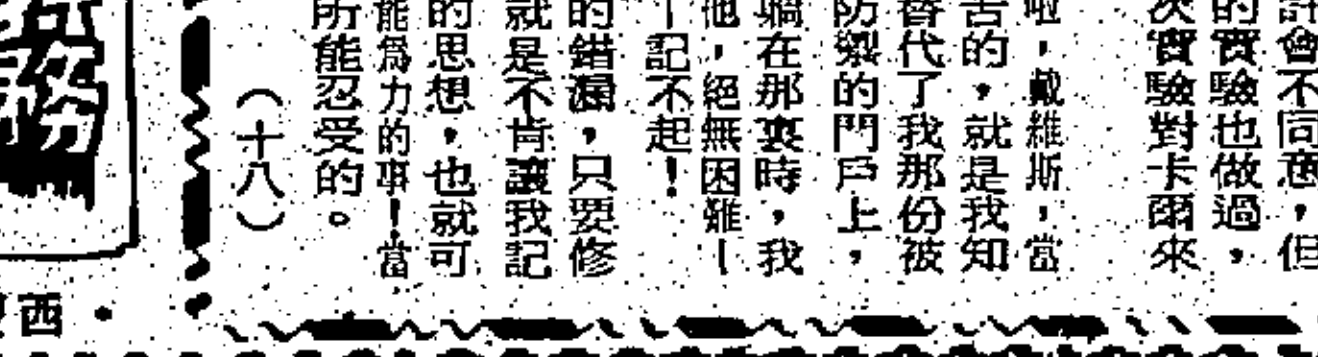 會不同意，但
的實驗也做過，
次實驗對卡爾來
啦，戴維斯，當
苦的，就是我知
替代了我那份被
防禦的門戶上，
躺在那裏時，我
他，絕無困難—
—記不起！
的錯漏，只要修
就是不肯讓我記
的思想，也就可
能為力的事！當
所能忍受的。
（十八）
西·